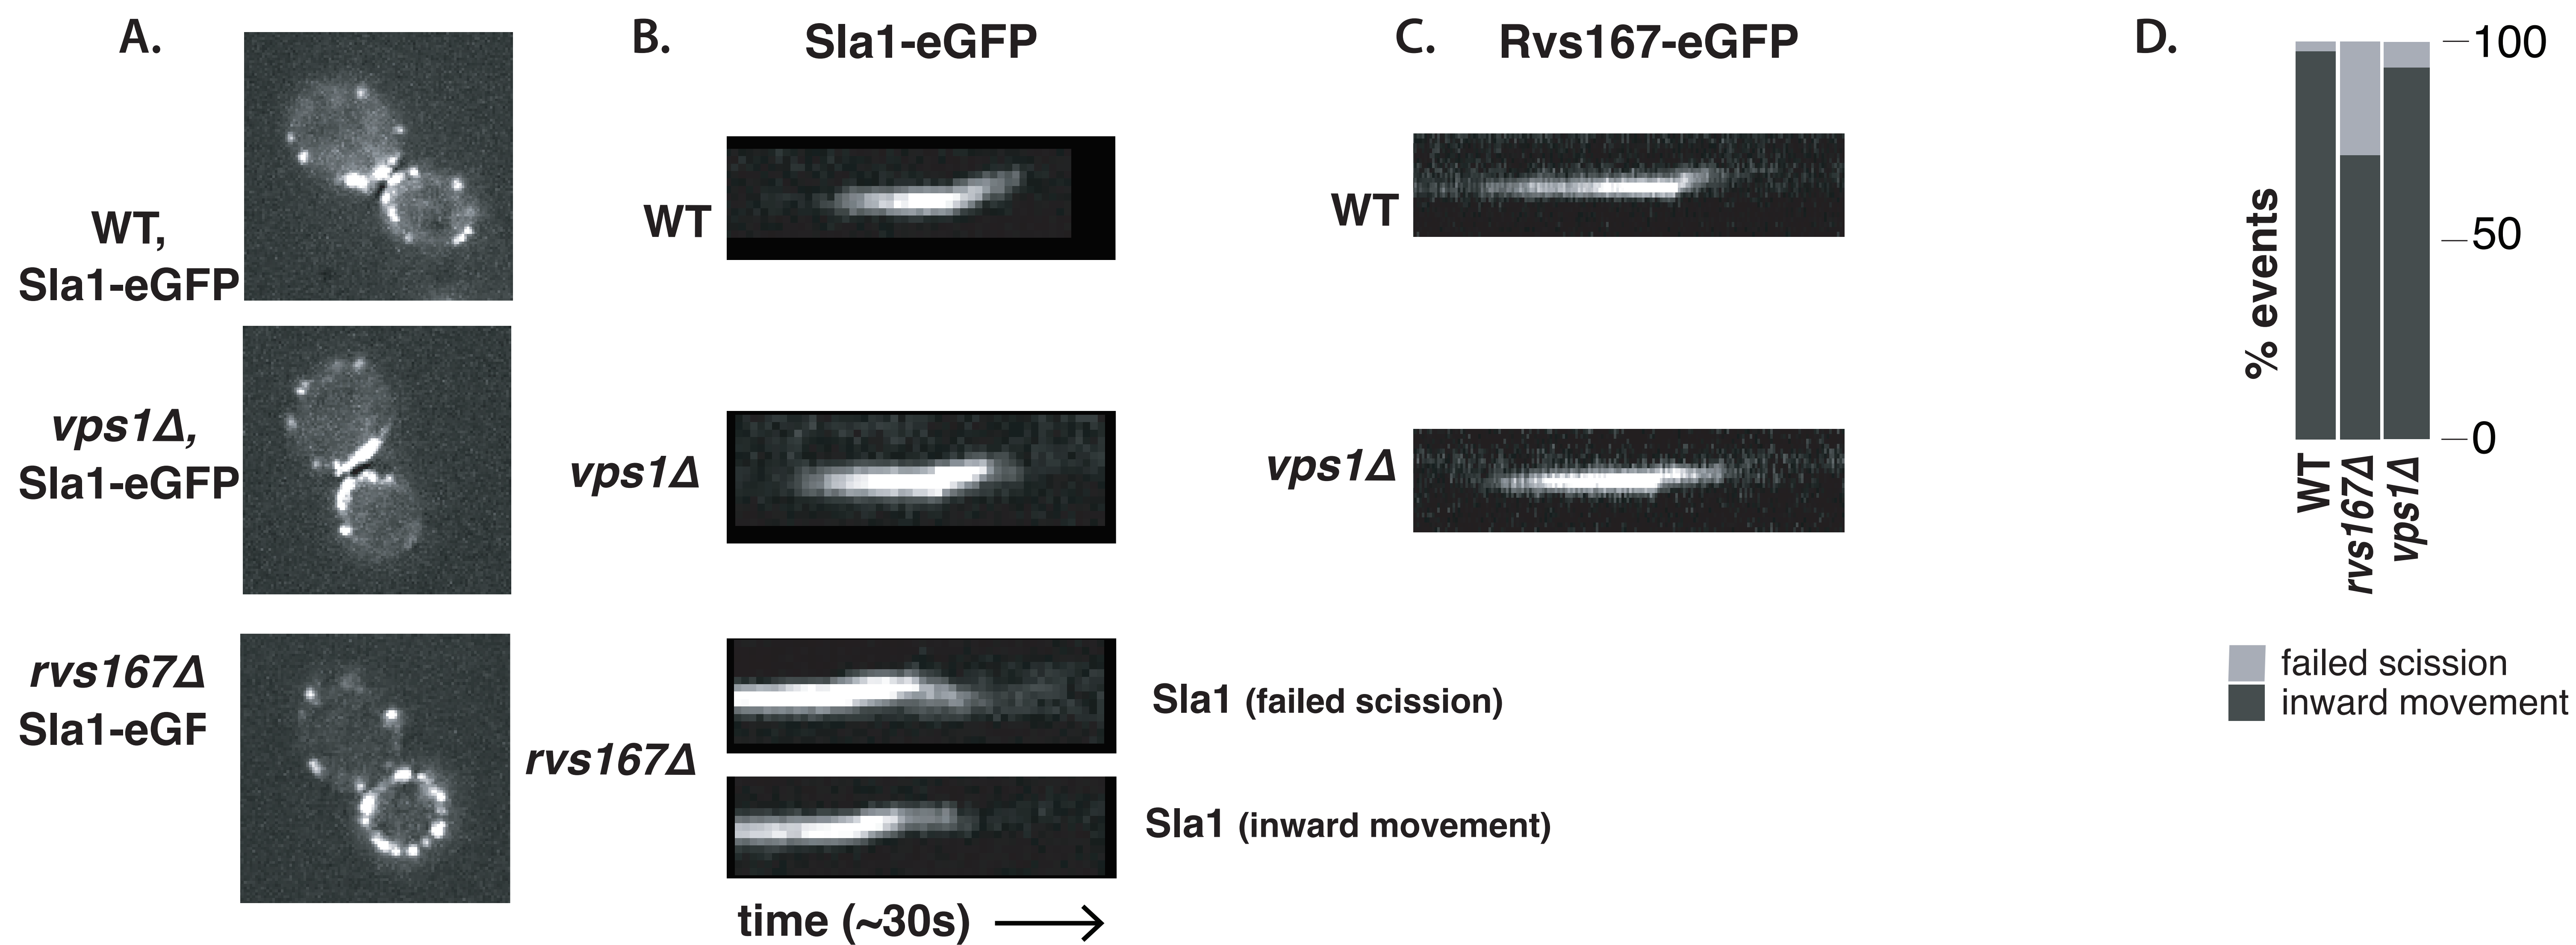 A.
WT,
Sla1-eGFP
vps1Δ,
Sla1-eGFP
rvs167Δ
Sla1-eGF
B.
Sla1-eGFP
WT
vps1Δ
rvs167Δ
Sla1 (failed scission)
Sla1 (inward movement)
time (~30s)
C.
Rvs167-eGFP
WT
vps1Δ
D.
% events
100
50
0
WT
rvs167Δ
vps1Δ
failed scission
inward movement